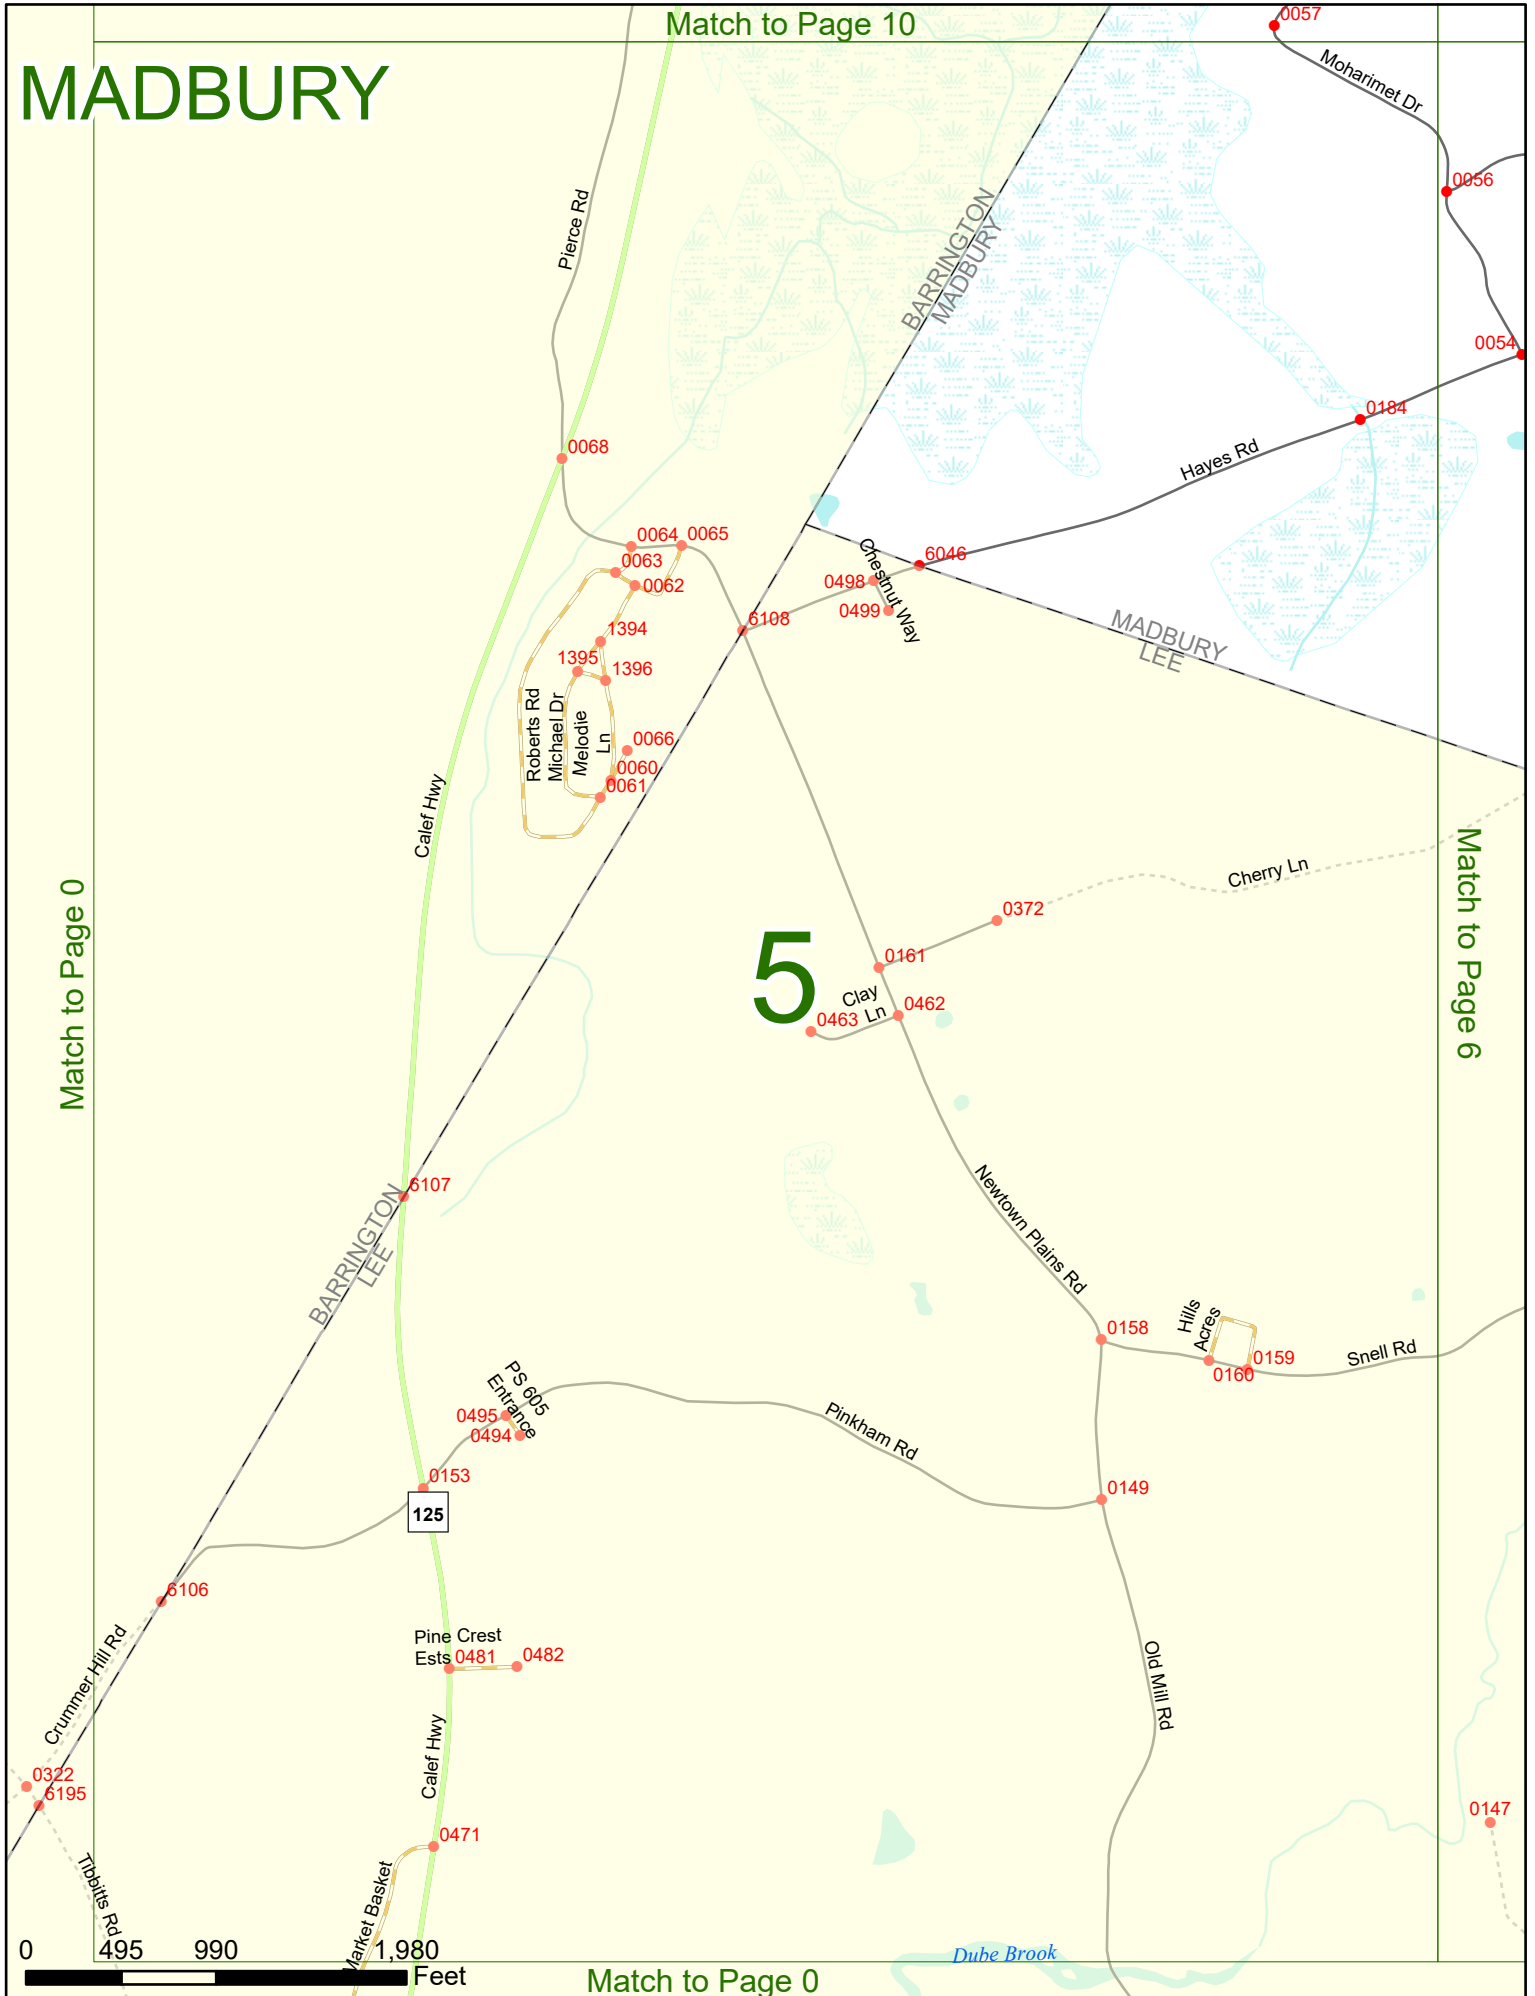 Match to Page 10
0057
MADBURY
Moharimet Dr
0056
Pierce Rd
BARRINGTON
MADBURY
0054
0184
0068
Hayes Rd
0064
0065
0063
0062
Chestnut Way
6046
0498
0499
6108
1394
1395
1396
MADBURY
LEE
Roberts Rd
Michael Dr
Melodie
Ln
0066
0060
0061
Calef Hwy
Match to Page 0
Match to Page 6
Cherry Ln
0372
5
0161
Clay
Ln
0462
0463
6107
BARRINGTON
LEE
Newtown Plains Rd
0158
Hills
Acres
0159
0160
Snell Rd
PS 605
Entrance
0495
0494
Pinkham Rd
0153
125
0149
6106
Crummer Hill Rd
Pine Crest
Ests
0481
0482
Old Mill Rd
Calef Hwy
0322
6195
0471
0147
Tibbitts Rd
Market Basket
0 495 990 1,980
Feet
Dube Brook
Match to Page 0